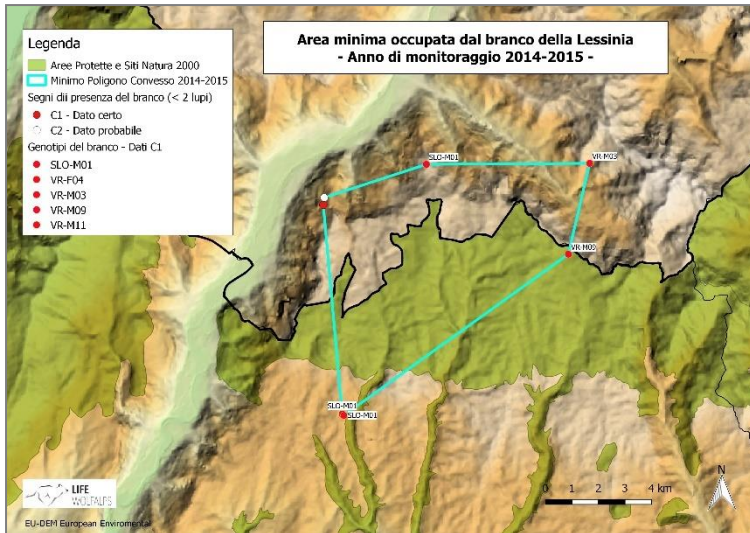 Area minima occupata dal branco della Lessinia
- Anno di monitoraggio 2014-2015 -
Legenda
Aree Protette e Siti Natura 2000
Minimo Poligono Convesso 2014-2015
Segni dii presenza del branco (< 2 lupi)
C1 - Dato certo
C2 - Dato probabile
Genotipi del branco - Dati C1
SLO-M01
VR-F04
VR-M03
VR-M09
VR-M11
SLO-M01
VR-M03
VR-M09
SLO-M01
SLO-M01
LIFE
WOLFALPS
EU-DEM European Enviromental
0 1 2 3 4 km
N